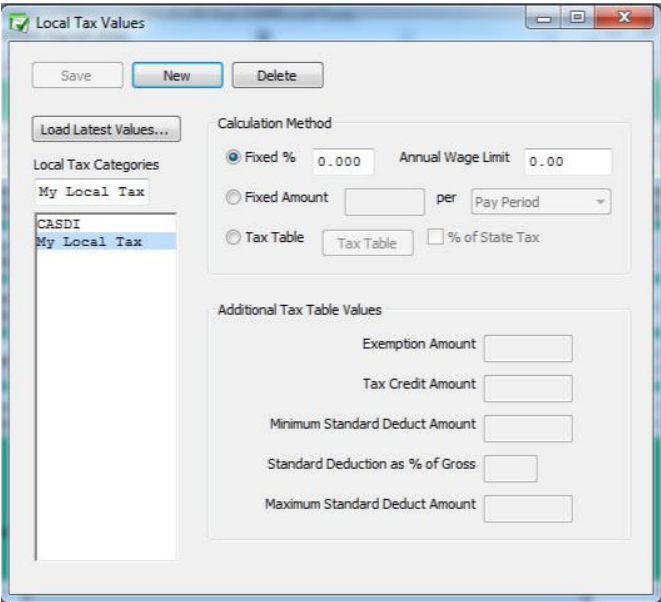 Local Tax Values
Save New Delete
Load Latest Values...
Local Tax Categories
My Local Tax
CASDI
My Local Tax
Calculation Method
Fixed % 0.000 Annual Wage Limit 0.00
Fixed Amount per Pay Period
Tax Table Tax Table % of State Tax
Additional Tax Table Values
Exemption Amount
Tax Credit Amount
Minimum Standard Deduct Amount
Standard Deduction as % of Gross
Maximum Standard Deduct Amount